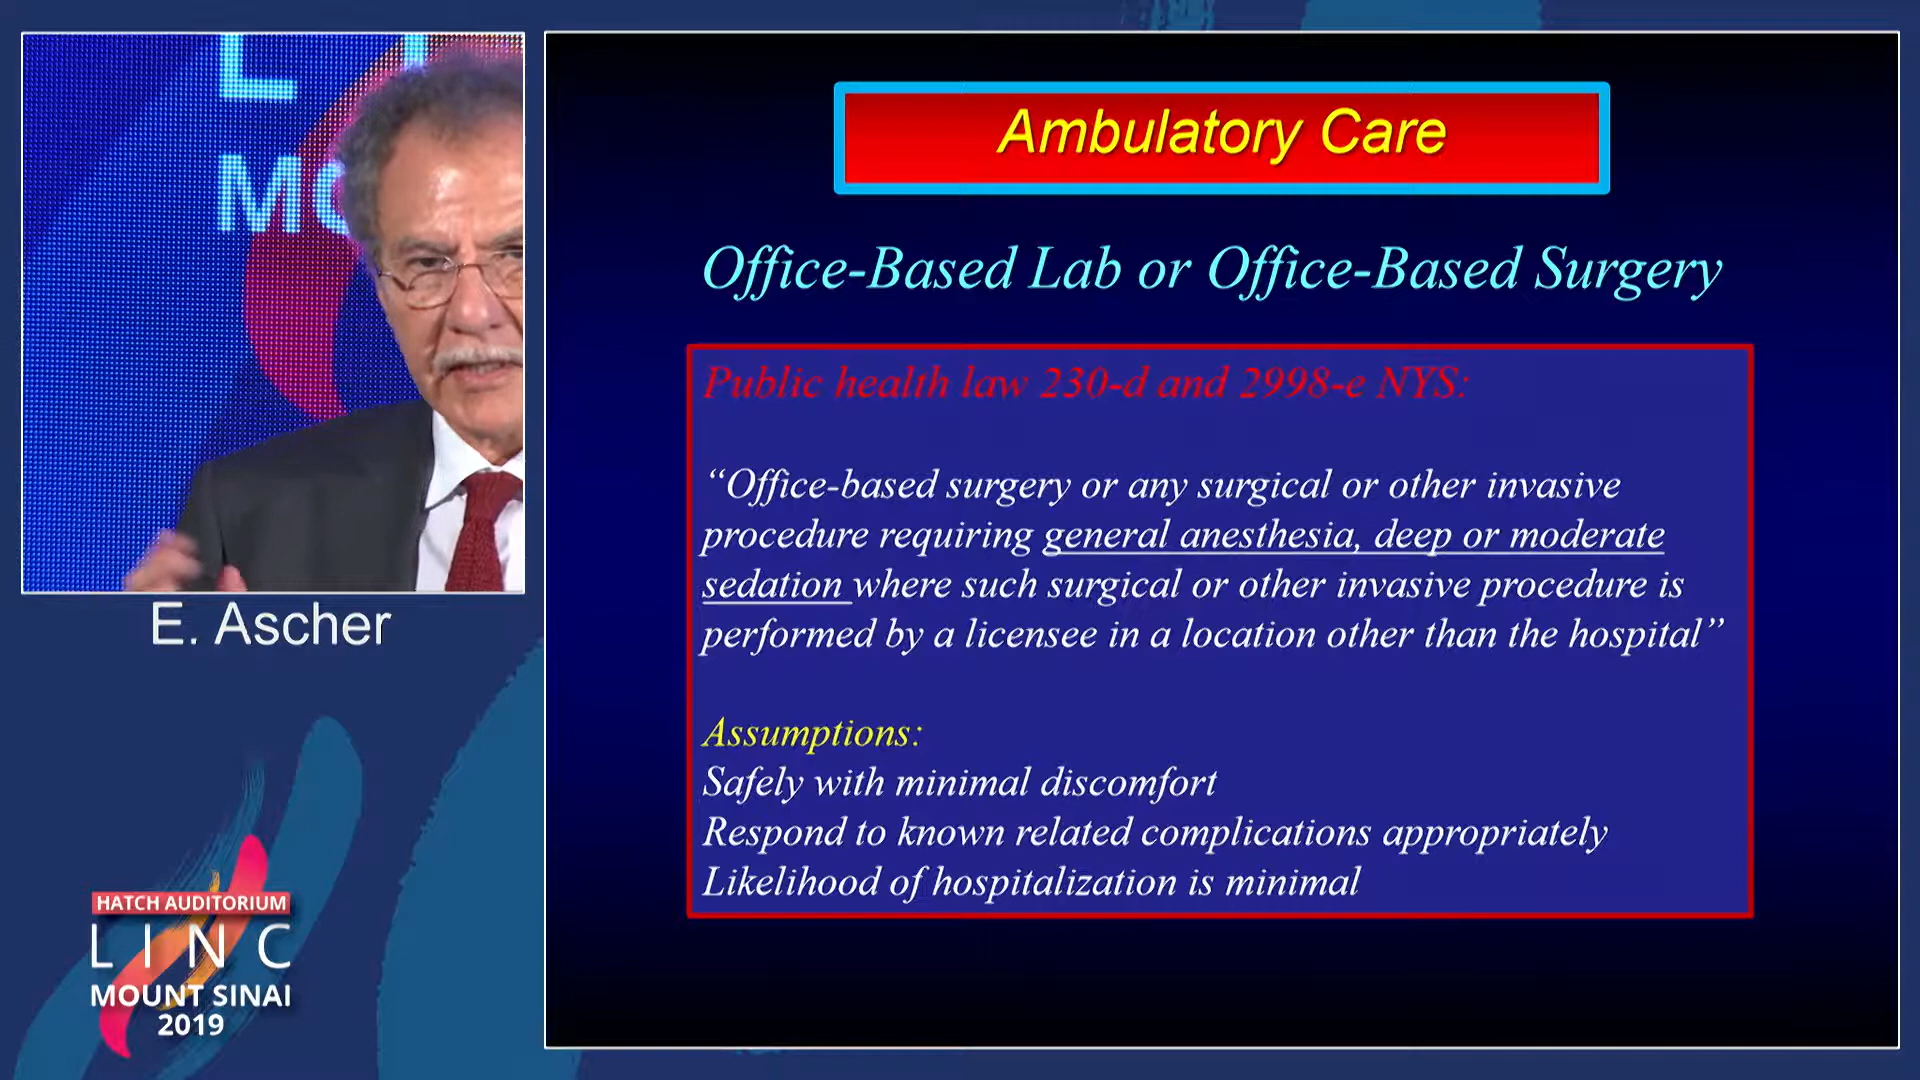 L
MO
E. Ascher
HATCH AUDITORIUM
LINC
MOUNT SINAI
2019
Ambulatory Care
Office-Based Lab or Office-Based Surgery
Public health law 230-d and 2998-e NYS:
“Office-based surgery or any surgical or other invasive
procedure requiring general anesthesia, deep or moderate
sedation where such surgical or other invasive procedure is
performed by a licensee in a location other than the hospital”
Assumptions:
Safely with minimal discomfort
Respond to known related complications appropriately
Likelihood of hospitalization is minimal